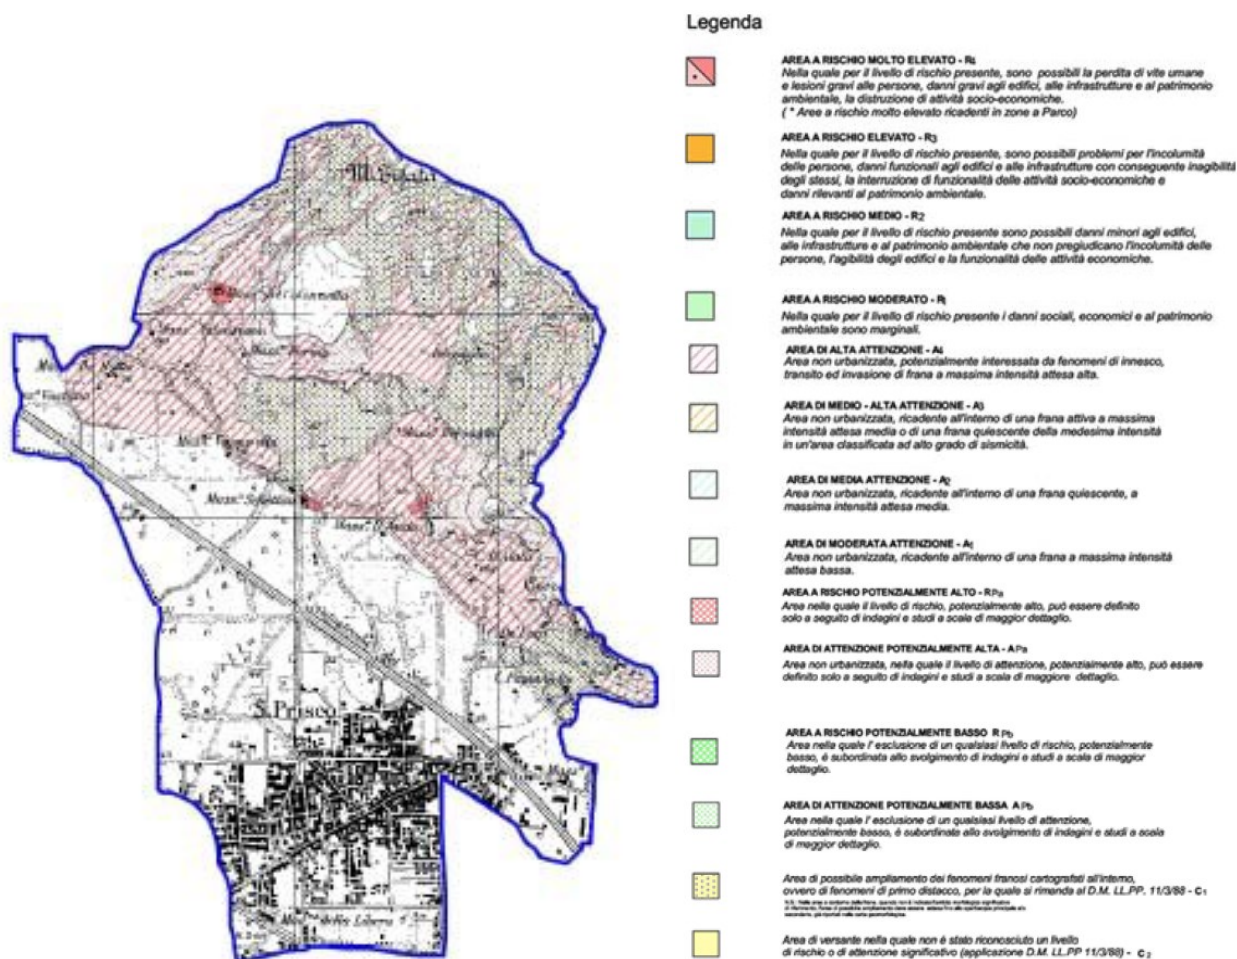 Legenda
AREA A RISCHIO MOLTO ELEVATO - R4
Nella quale per il livello di rischio presente, sono possibili la perdita di vite umane
e lesioni gravi alle persone, danni gravi agli edifici, alle infrastrutture e al patrimonio
ambientale, la distruzione di attività socio-economiche.
( * Aree a rischio molto elevato ricadenti in zone a Parco)
AREA A RISCHIO ELEVATO - R3
Nella quale per il livello di rischio presente, sono possibili problemi per l'incolumità
delle persone, danni funzionali agli edifici e alle infrastrutture con conseguente inagibilità
degli stessi, la interruzione di funzionalità delle attività socio-economiche e
danni rilevanti al patrimonio ambientale.
AREA A RISCHIO MEDIO - R2
Nella quale per il livello di rischio presente sono possibili danni minori agli edifici,
alle infrastrutture e al patrimonio ambientale che non pregiudicano l'incolumità delle
persone, l'agibilità degli edifici e la funzionalità delle attività economiche.
AREA A RISCHIO MODERATO - R1
Nella quale per il livello di rischio presente i danni sociali, economici e al patrimonio
ambientale sono marginali.
AREA DI ALTA ATTENZIONE - A4
Area non urbanizzata, potenzialmente interessata da fenomeni di innesco,
transito ed invasione di frana a massima intensità attesa alta.
AREA DI MEDIO - ALTA ATTENZIONE - A3
Area non urbanizzata, ricadente all'interno di una frana attiva a massima
intensità attesa media o di una frana quiescente della medesima intensità
in un'area classificata ad alto grado di sismicità.
AREA DI MEDIA ATTENZIONE - A2
Area non urbanizzata, ricadente all'interno di una frana quiescente, a
massima intensità attesa media.
AREA DI MODERATA ATTENZIONE - A1
Area non urbanizzata, ricadente all'interno di una frana a massima intensità
attesa bassa.
AREA A RISCHIO POTENZIALMENTE ALTO - RPa
Area nella quale il livello di rischio, potenzialmente alto, può essere definito
solo a seguito di indagini e studi a scala di maggior dettaglio.
AREA DI ATTENZIONE POTENZIALMENTE ALTA - APa
Area non urbanizzata, nella quale il livello di attenzione, potenzialmente alto, può essere
definito solo a seguito di indagini e studi a scala di maggiore dettaglio.
AREA A RISCHIO POTENZIALMENTE BASSO RPb
Area nella quale l' esclusione di un qualsiasi livello di rischio, potenzialmente
basso, è subordinata allo svolgimento di indagini e studi a scala di maggior
dettaglio.
AREA DI ATTENZIONE POTENZIALMENTE BASSA APb
Area nella quale l' esclusione di un qualsiasi livello di attenzione,
potenzialmente basso, è subordinata allo svolgimento di indagini e studi a scala
di maggior dettaglio.
Area di possibile ampliamento dei fenomeni franosi cartografati all'interno,
ovvero di fenomeni di primo distacco, per la quale si rimanda al D.M. LL.PP. 11/3/88 - C1
Area di versante nella quale non è stato riconosciuto un livello
di rischio o di attenzione significativo (applicazione D.M. LL.PP 11/3/88) - C2
S. Prisco